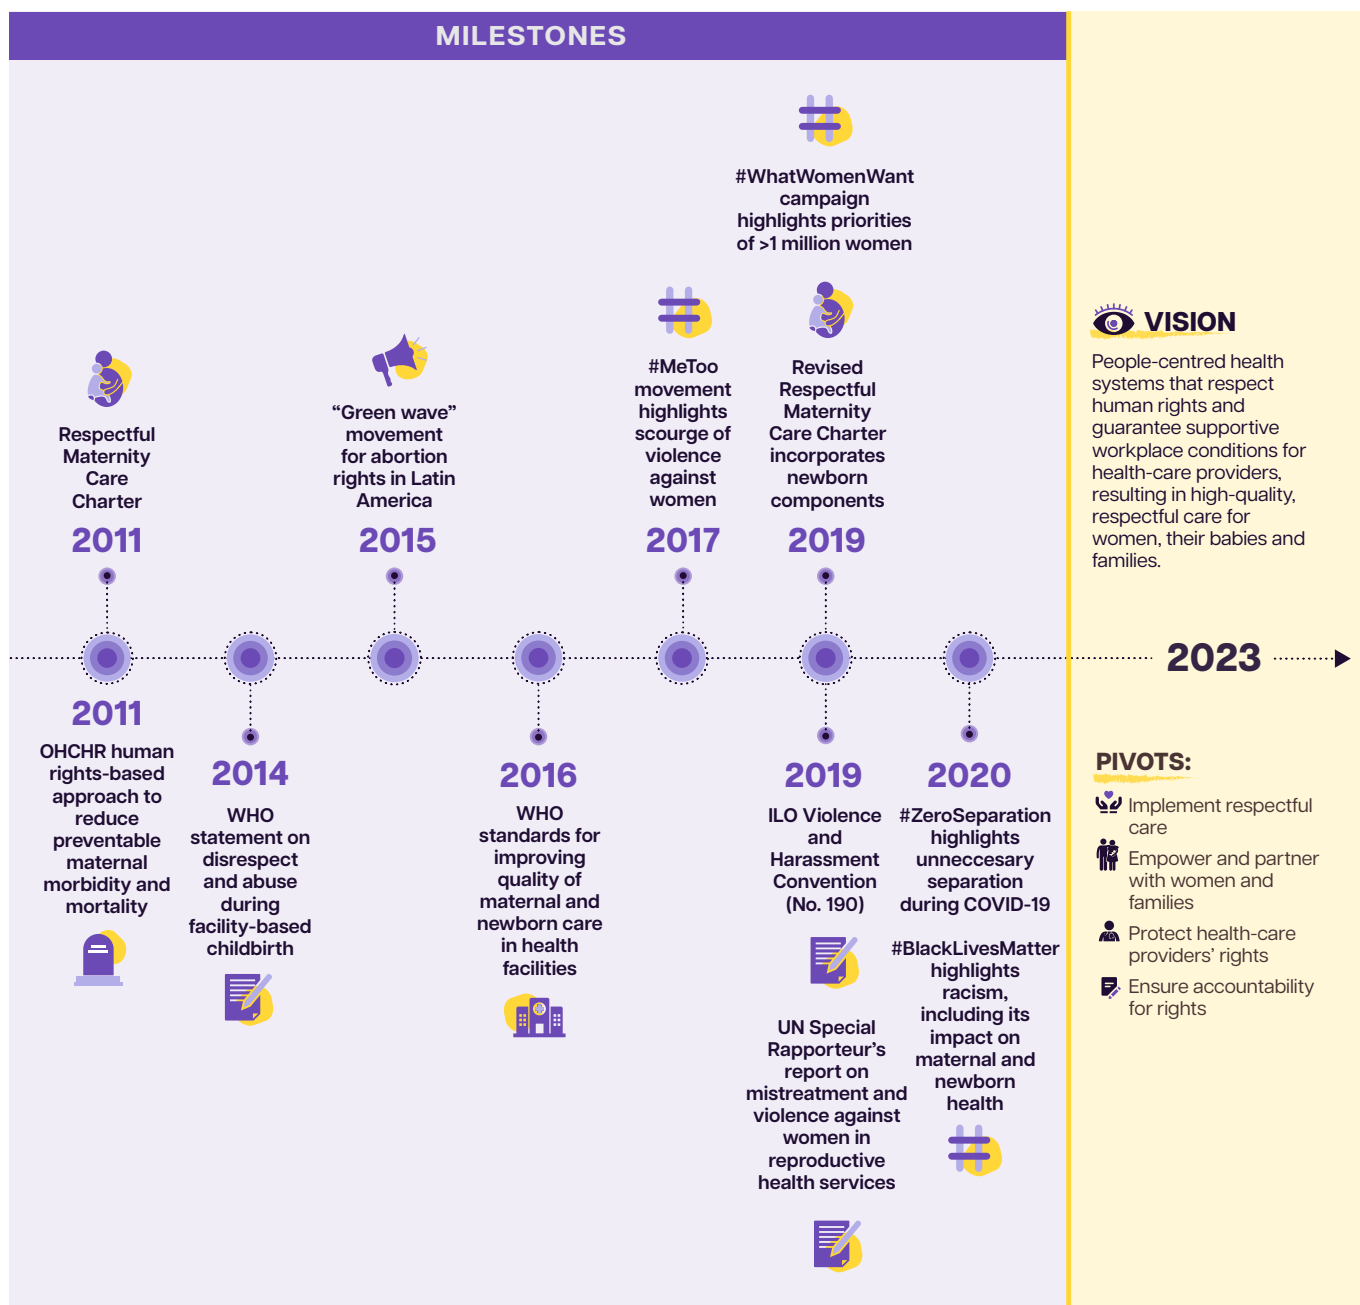 MILESTONES
Respectful
Maternity
Care
Charter
2011
2011
OHCHR human
rights-based
approach to
reduce
preventable
maternal
morbidity and
mortality
2014
WHO
statement on
disrespect
and abuse
during
facility-based
childbirth
“Green wave”
movement
for abortion
rights in Latin
America
2015
2016
WHO
standards for
improving
quality of
maternal and
newborn care
in health
facilities
#MeToo
movement
highlights
scourge of
violence
against
women
2017
#WhatWomenWant
campaign
highlights priorities
of >1 million women
Revised
Respectful
Maternity
Care Charter
incorporates
newborn
components
2019
2019
ILO Violence
and
Harassment
Convention
(No. 190)
UN Special
Rapporteur’s
report on
mistreatment and
violence against
women in
reproductive
health services
2020
#ZeroSeparation
highlights
unneccesary
separation
during COVID-19
#BlackLivesMatter
highlights
racism,
including its
impact on
maternal and
newborn
health
VISION
People-centred health
systems that respect
human rights and
guarantee supportive
workplace conditions for
health-care providers,
resulting in high-quality,
respectful care for
women, their babies and
families.
2023
PIVOTS:
Implement respectful
care
Empower and partner
with women and
families
Protect health-care
providers’ rights
Ensure accountability
for rights